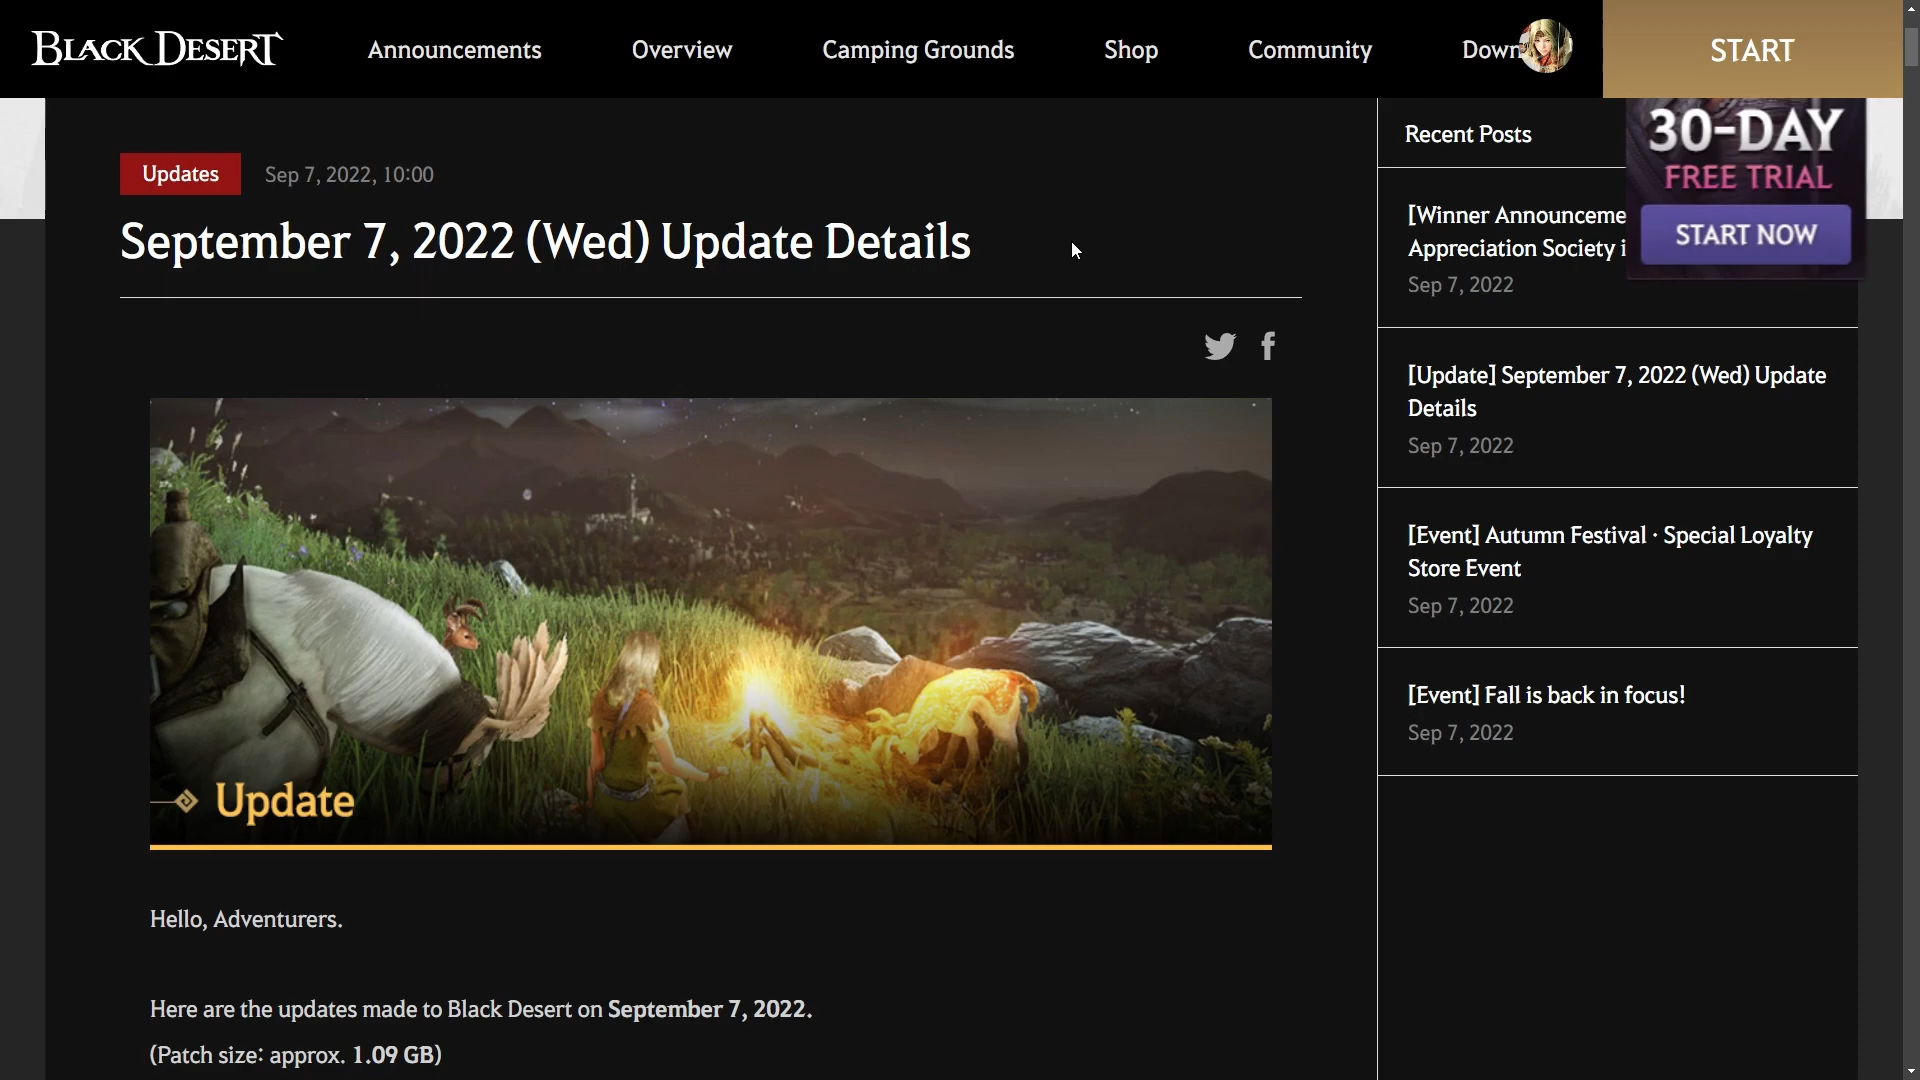 BLACK DESERT
Announcements
Overview
Camping Grounds
Shop
Community
Down
START
Updates
Sep 7, 2022, 10:00
September 7, 2022 (Wed) Update Details
Update
Hello, Adventurers.
Here are the updates made to Black Desert on September 7, 2022.
(Patch size: approx. 1.09 GB)
Recent Posts
30-DAY
FREE TRIAL
START NOW
[Winner Announceme
Appreciation Society i
Sep 7, 2022
[Update] September 7, 2022 (Wed) Update
Details
Sep 7, 2022
[Event] Autumn Festival · Special Loyalty
Store Event
Sep 7, 2022
[Event] Fall is back in focus!
Sep 7, 2022